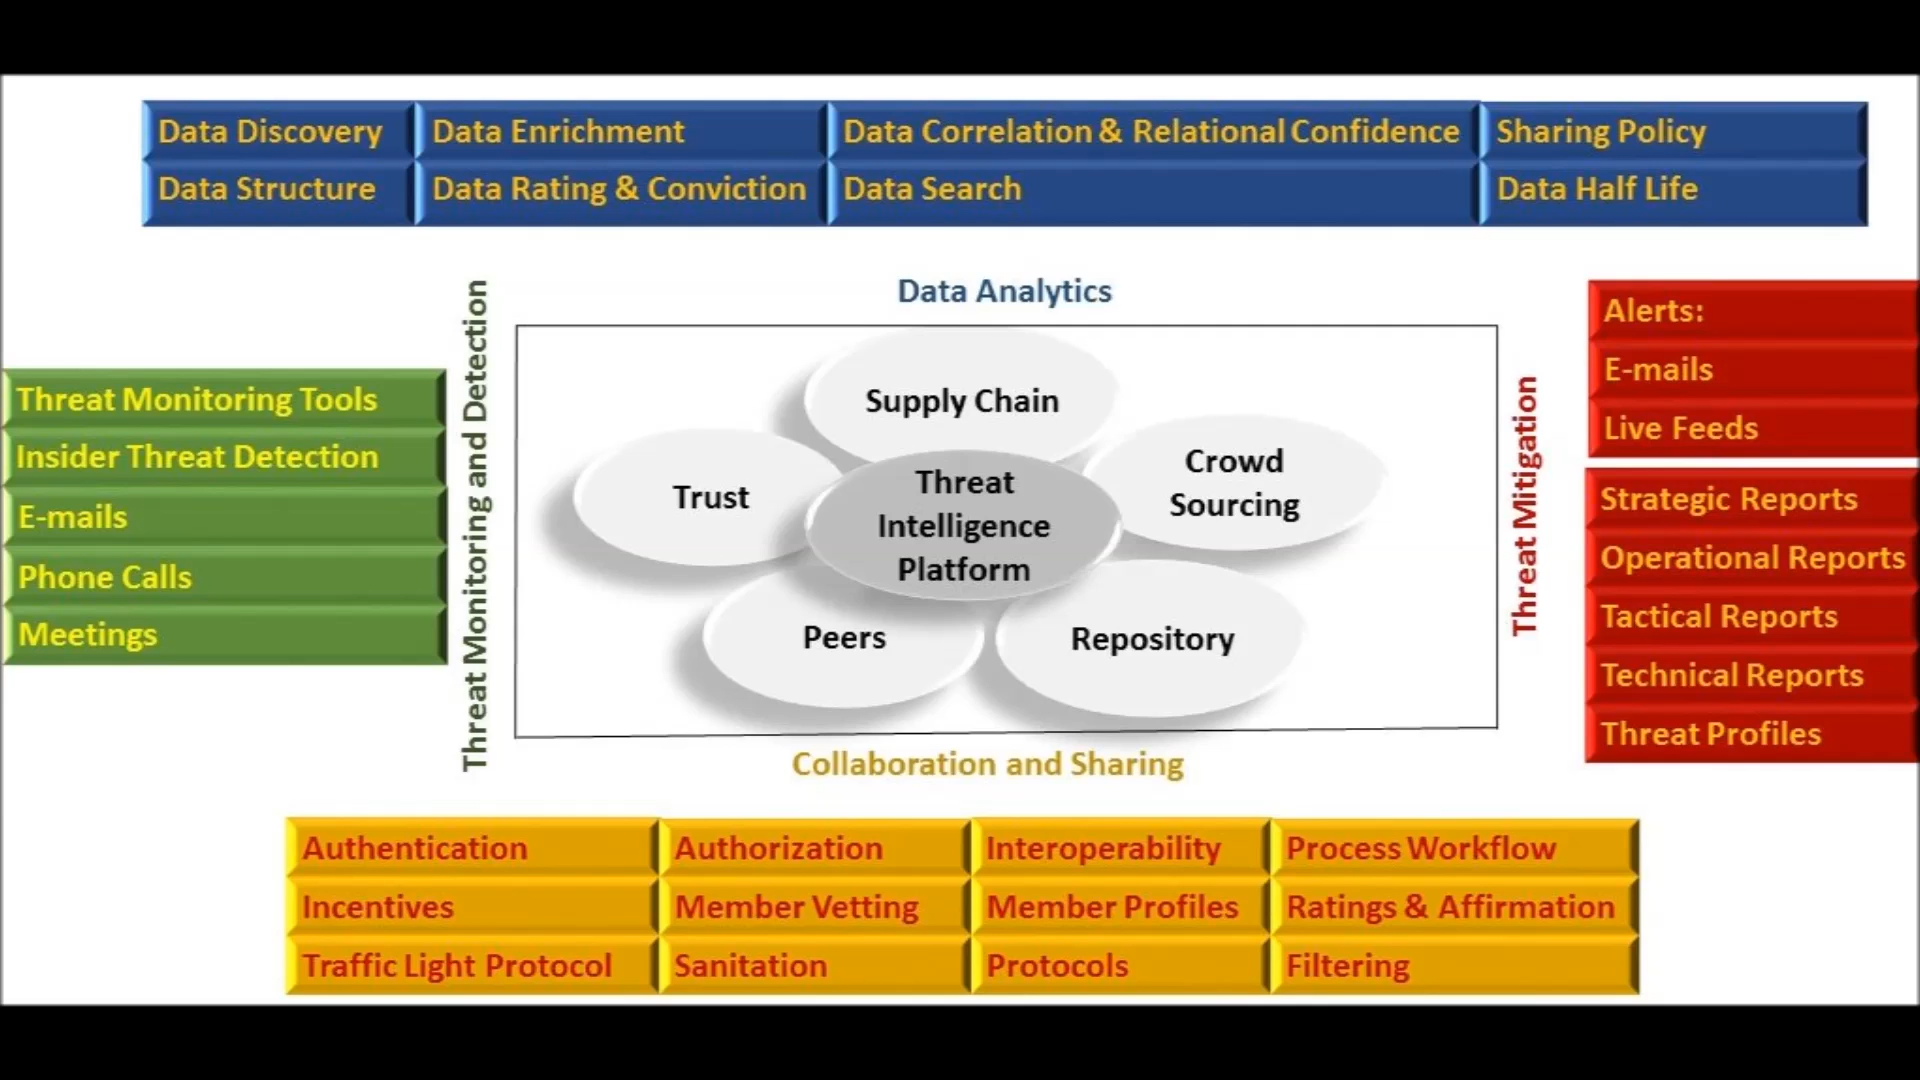 Data Discovery
Data Enrichment
Data Correlation & Relational Confidence
Sharing Policy
Data Structure
Data Rating & Conviction
Data Search
Data Half Life
Data Analytics
Threat Monitoring and Detection
Threat Monitoring Tools
Insider Threat Detection
E-mails
Phone Calls
Meetings
Supply Chain
Trust
Crowd
Sourcing
Threat
Intelligence
Platform
Peers
Repository
Threat Mitigation
Alerts:
E-mails
Live Feeds
Strategic Reports
Operational Reports
Tactical Reports
Technical Reports
Threat Profiles
Collaboration and Sharing
Authentication
Authorization
Interoperability
Process Workflow
Incentives
Member Vetting
Member Profiles
Ratings & Affirmation
Traffic Light Protocol
Sanitation
Protocols
Filtering